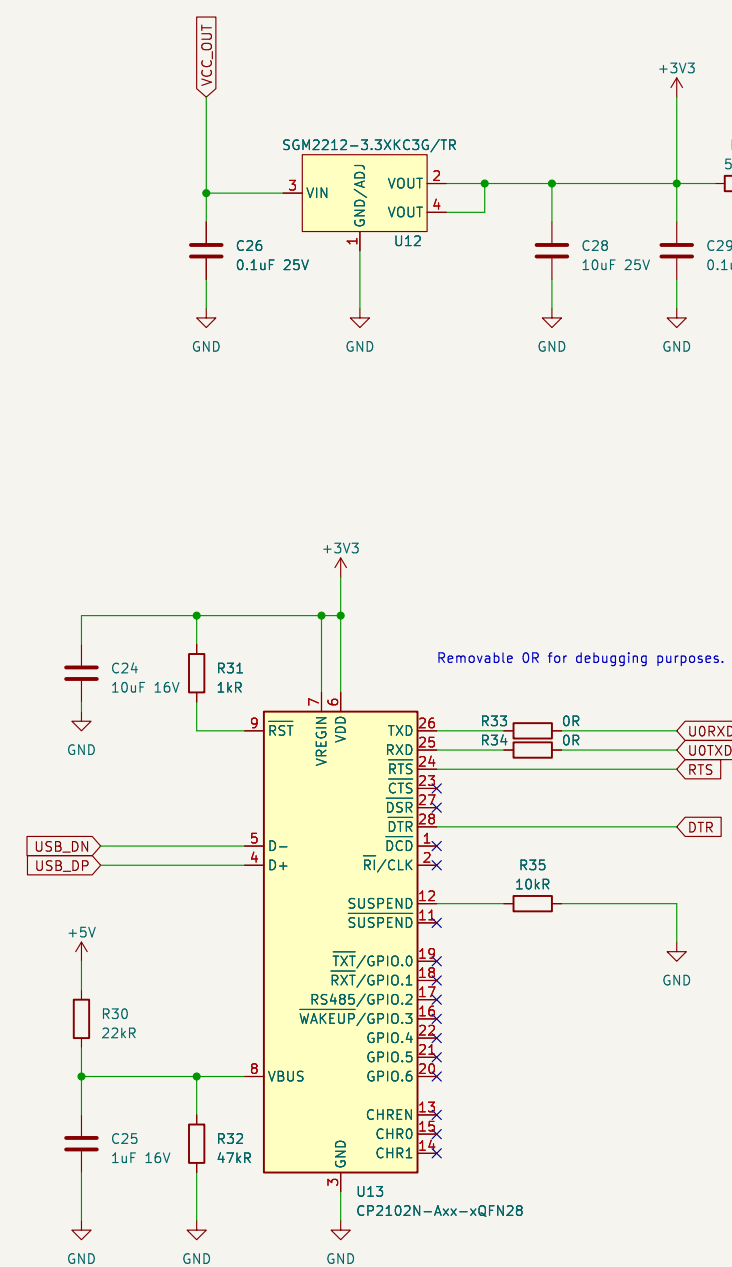 VCC_OUT
+3V3
SGM2212-3.3XKC3G/TR
5
3
VIN
GND/ADJ
VOUT
2
VOUT
4
1
U12
C26
0.1uF 25V
C28
10uF 25V
C29
0.1u
GND
GND
GND
GND
+3V3
Removable 0R for debugging purposes.
C24
10uF 16V
R31
1kR
GND
7
6
VREGIN
VDD
9
RST
TXD
26
R33
0R
U0RXD
RXD
25
R34
0R
U0TXD
RTS
24
RTS
CTS
23
DSR
27
DTR
28
DTR
USB_DN
5
D-
DCD
1
USB_DP
4
D+
RI/CLK
2
R35
10kR
SUSPEND
12
SUSPEND
11
GND
+5V
TXT/GPIO.0
19
RXT/GPIO.1
18
RS485/GPIO.2
17
WAKEUP/GPIO.3
16
GPIO.4
22
GPIO.5
21
GPIO.6
20
R30
22kR
8
VBUS
CHREN
13
CHR0
15
CHR1
14
C25
1uF 16V
R32
47kR
GND
3
U13
CP2102N-Axx-xQFN28
GND
GND
GND